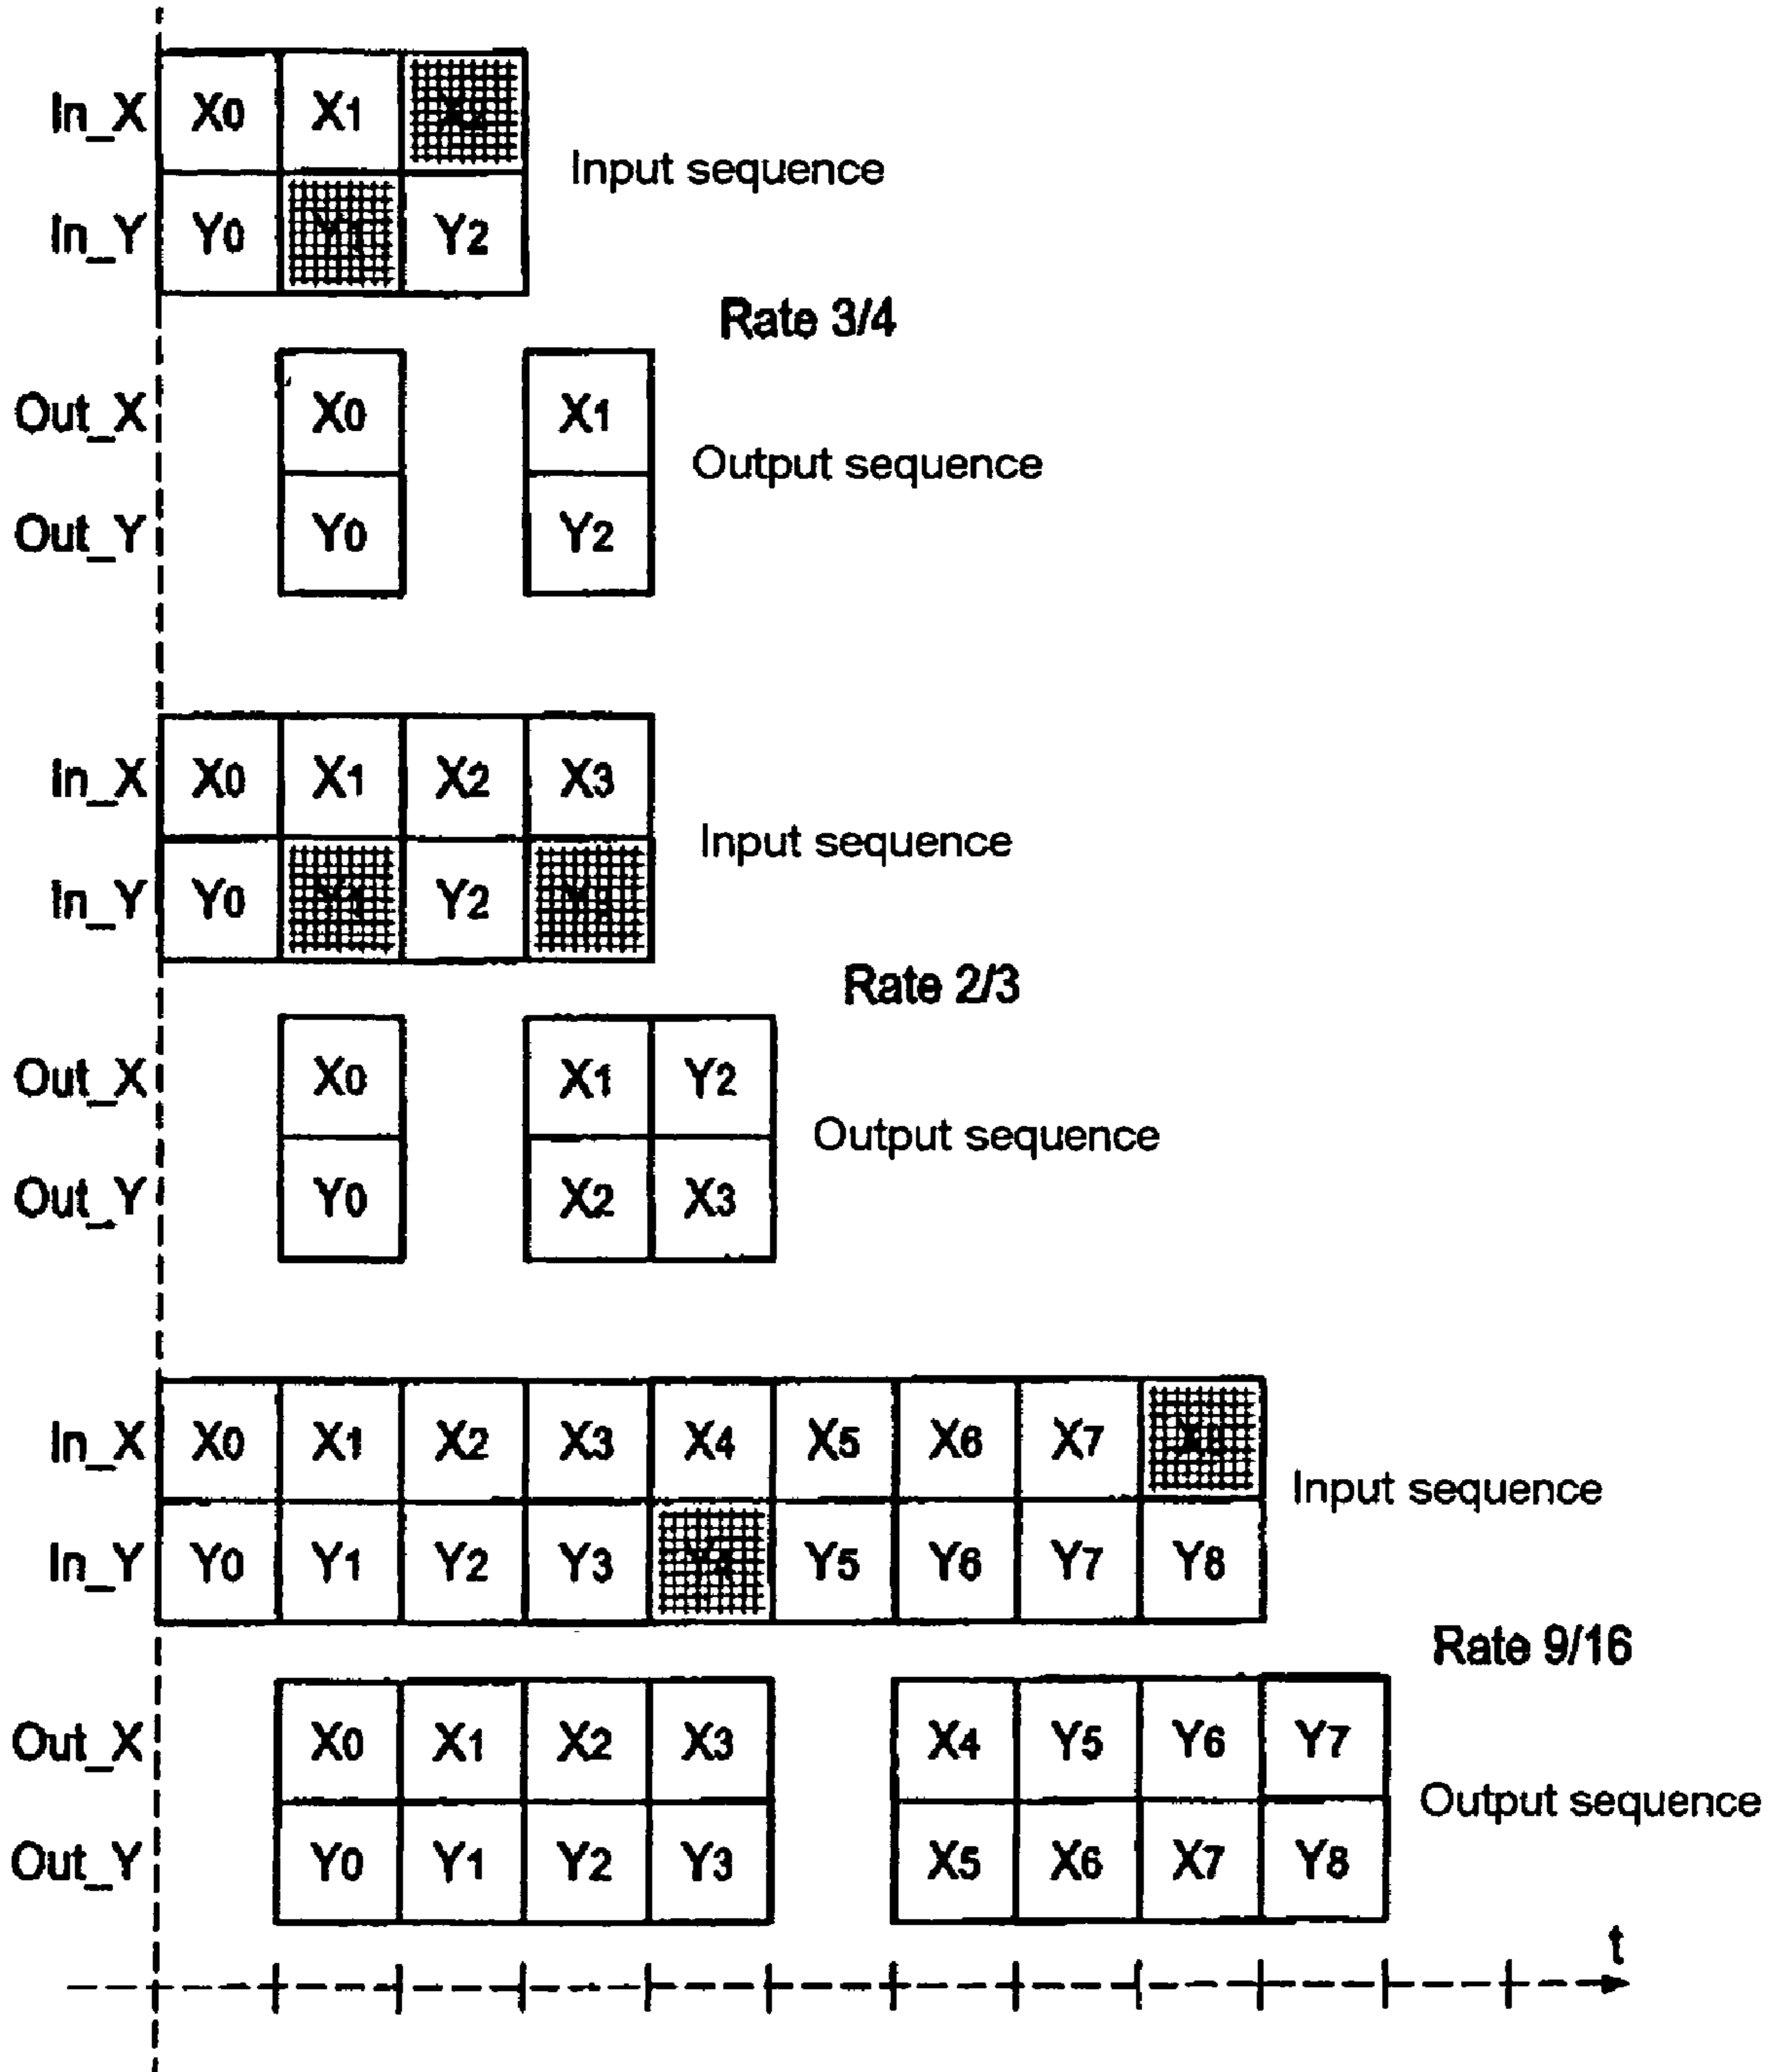 In_X X0 X1
Input sequence
In_Y Y0 Y1 Y2
Rate 3/4
Out_X X0 X1
Output sequence
Out_Y Y0 Y2
In_X X0 X1 X2 X3
Input sequence
In_Y Y0 Y1 Y2
Rate 2/3
Out_X X0 X1 Y2
Output sequence
Out_Y Y0 X2 X3
In_X X0 X1 X2 X3 X4 X5 X6 X7
Input sequence
In_Y Y0 Y1 Y2 Y3 Y4 Y5 Y6 Y7 Y8
Rate 9/16
Out_X X0 X1 X2 X3 X4 Y5 Y6 Y7
Output sequence
Out_Y Y0 Y1 Y2 Y3 X5 X6 X7 Y8
t